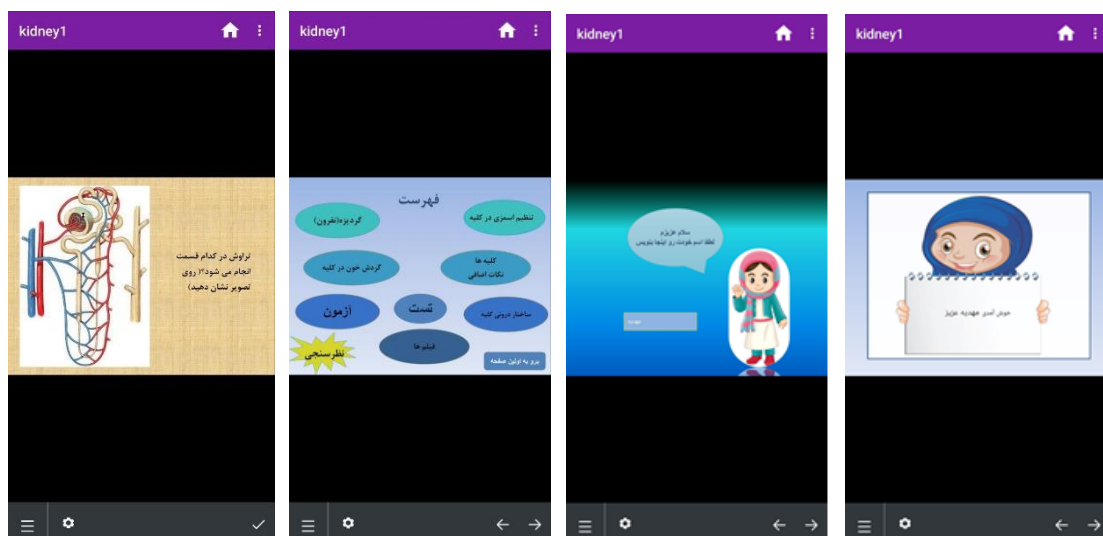 kidney1
تراوش در کدام قسمت
انجام می شود؟( روی
تصویر نشان دهید)
kidney1
فهرست
تنظیم اسمزی در کلیه
گردیزه(نفرون)
کلیه ها
نکات اضافی
گردش خون در کلیه
ساختار درونی کلیه
تست
آزمون
فیلم ها
نظرسنجی
برو به اولین صفحه
kidney1
سلام عزیزم
لطفا اسم خودت رو اینجا بنویس
مهدیه
kidney1
خوش آمدی مهدیه عزیز